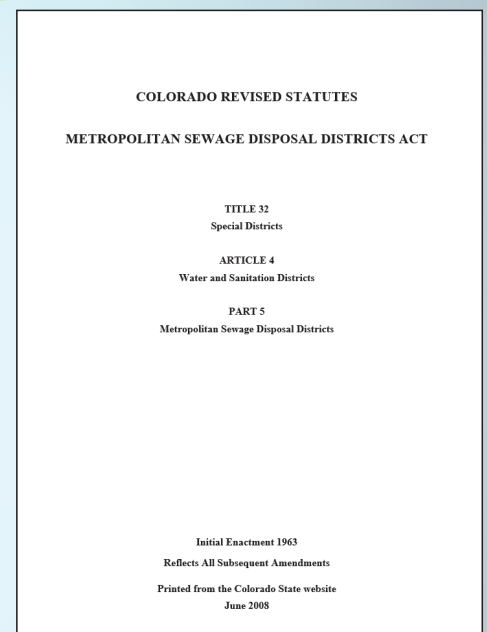 COLORADO REVISED STATUTES
METROPOLITAN SEWAGE DISPOSAL DISTRICTS ACT
TITLE 32
Special Districts
ARTICLE 4
Water and Sanitation Districts
PART 5
Metropolitan Sewage Disposal Districts
Initial Enactment 1963
Reflects All Subsequent Amendments
Printed from the Colorado State website
June 2008